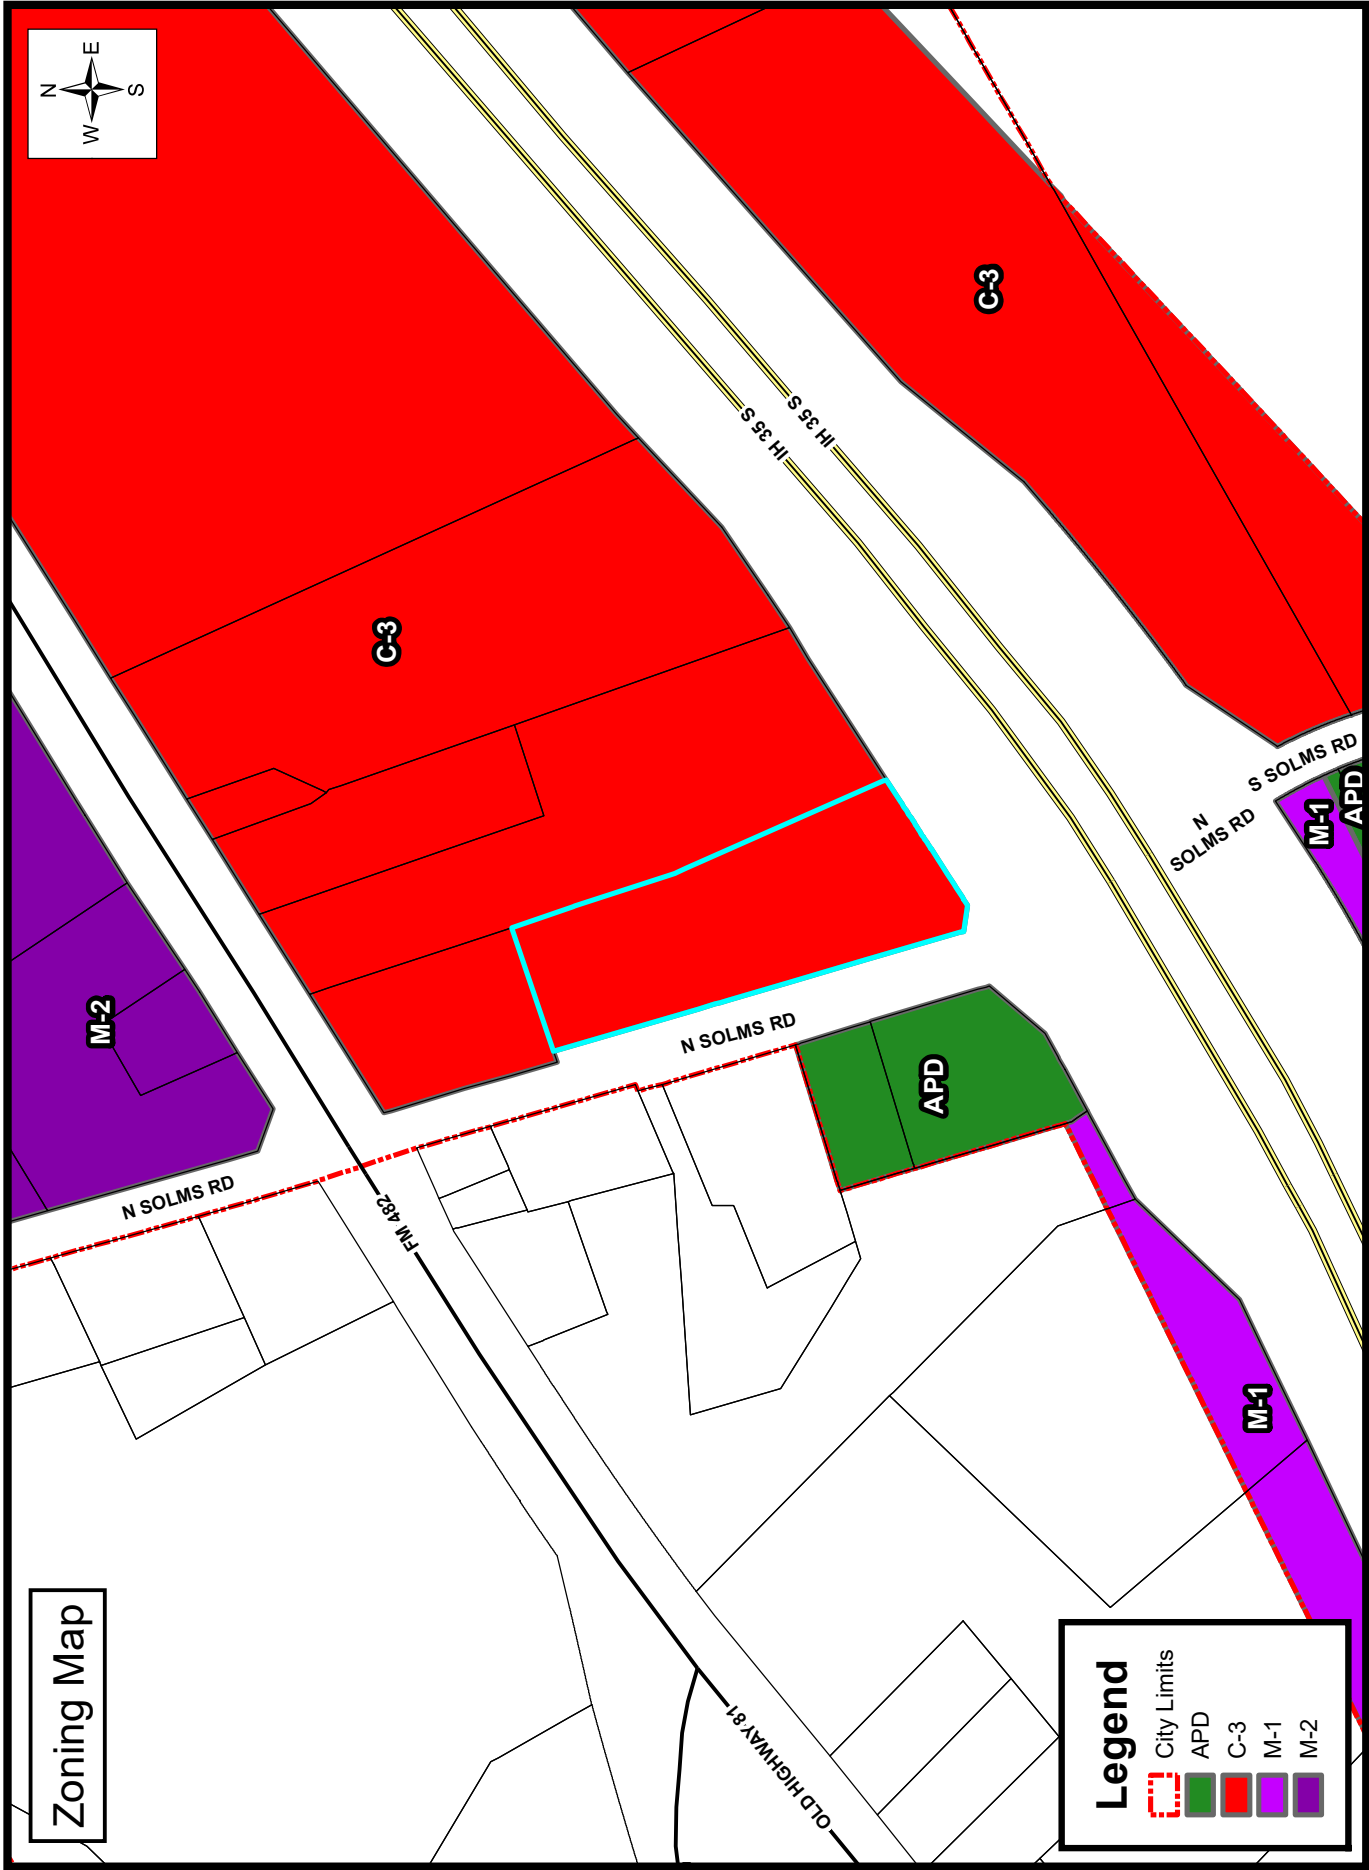 Zoning Map
N
W
E
S
M-2
C-3
C-3
IH 35 S
IH 35 S
N SOLMS RD
N SOLMS RD
FM 482
APD
N
SOLMS RD
S SOLMS RD
M-1
APD
M-1
OLD HIGHWAY 81
Legend
City Limits
APD
C-3
M-1
M-2